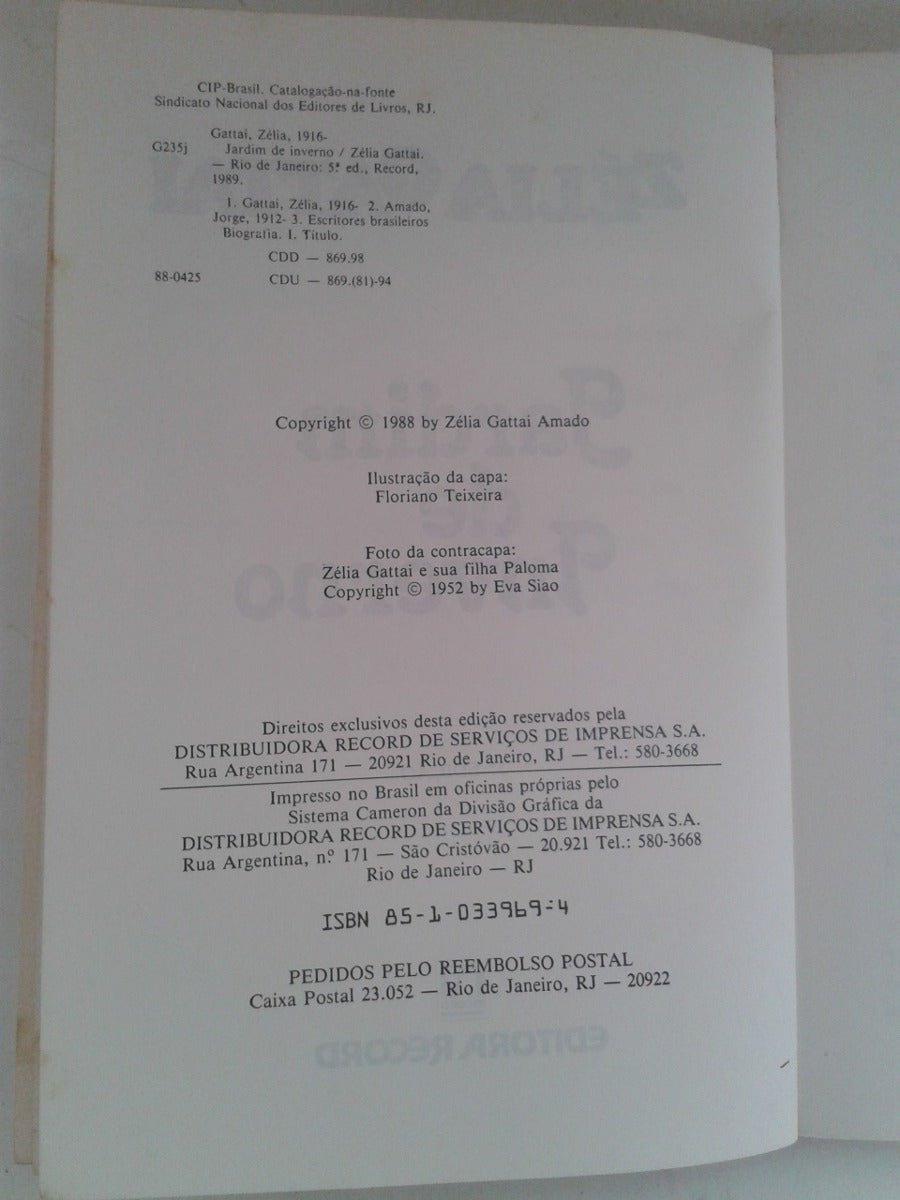 CIP-Brasil. Catalogação-na-fonte
Sindicato Nacional dos Editores de Livros, RJ.
Gattai, Zélia, 1916-
G235j Jardim de inverno / Zélia Gattai.
— Rio de Janeiro: 5ª ed., Record,
1989.
1. Gattai, Zélia, 1916- 2. Amado,
Jorge, 1912- 3. Escritores brasileiros
Biografia. I. Título.
CDD — 869.98
88-0425 CDU — 869.(81)-94
Copyright © 1988 by Zélia Gattai Amado
Ilustração da capa:
Floriano Teixeira
Foto da contracapa:
Zélia Gattai e sua filha Paloma
Copyright © 1952 by Eva Siao
Direitos exclusivos desta edição reservados pela
DISTRIBUIDORA RECORD DE SERVIÇOS DE IMPRENSA S.A.
Rua Argentina 171 — 20921 Rio de Janeiro, RJ — Tel.: 580-3668
Impresso no Brasil em oficinas próprias pelo
Sistema Cameron da Divisão Gráfica da
DISTRIBUIDORA RECORD DE SERVIÇOS DE IMPRENSA S.A.
Rua Argentina, n.º 171 — São Cristóvão — 20.921 Tel.: 580-3668
Rio de Janeiro — RJ
ISBN 85-1-033969-4
PEDIDOS PELO REEMBOLSO POSTAL
Caixa Postal 23.052 — Rio de Janeiro, RJ — 20922
EDITORA RECORD